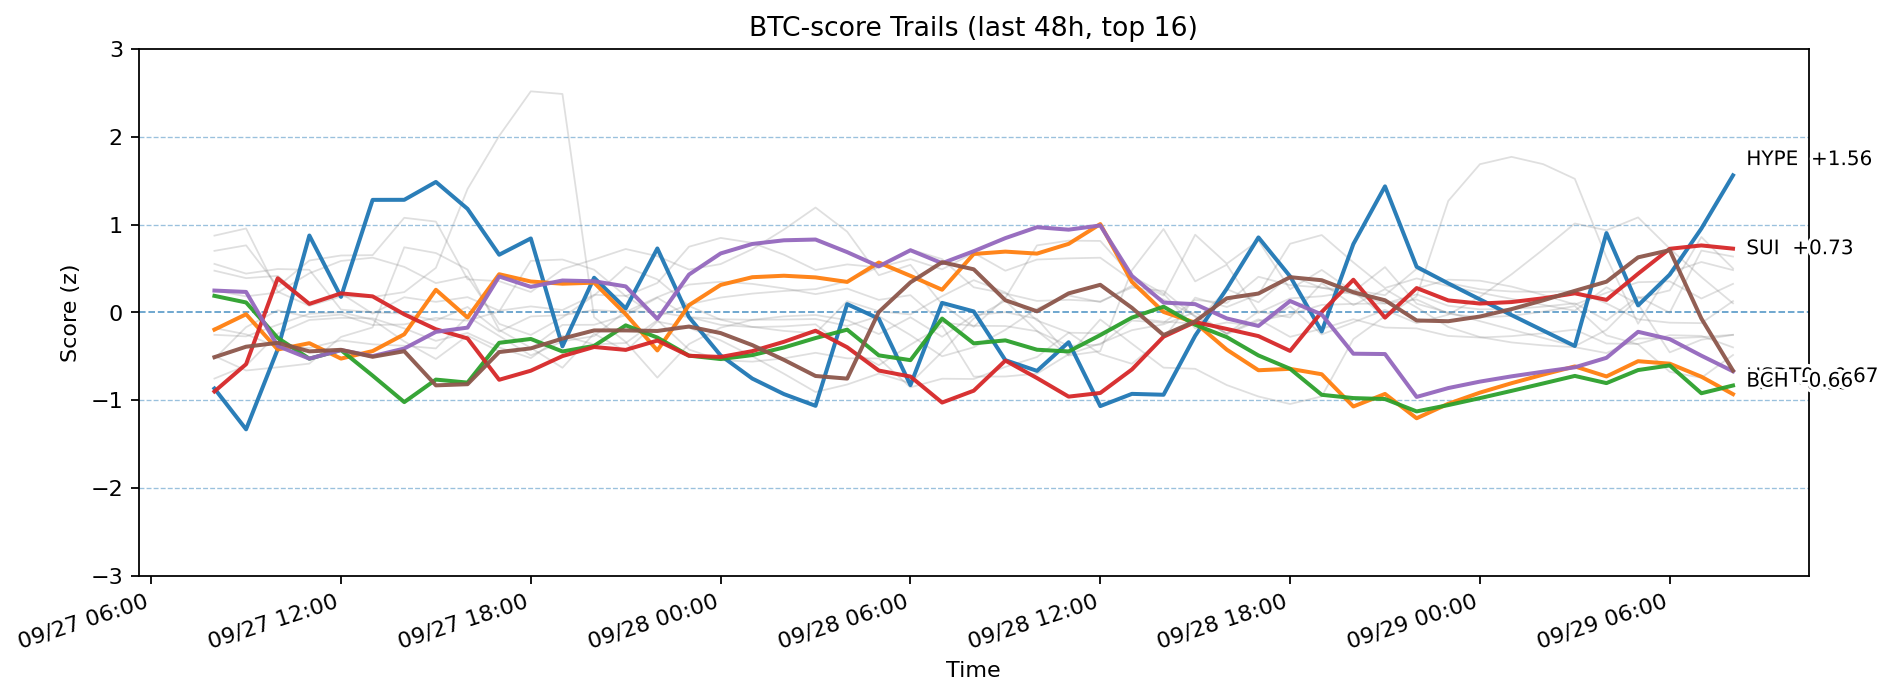 BTC-score Trails (last 48h, top 16)
Score (z)
3
2
1
0
−1
−2
−3
HYPE +1.56
SUI +0.73
BCH -0.66
09/27 06:00
09/27 12:00
09/27 18:00
09/28 00:00
09/28 06:00
09/28 12:00
09/28 18:00
09/29 00:00
09/29 06:00
Time